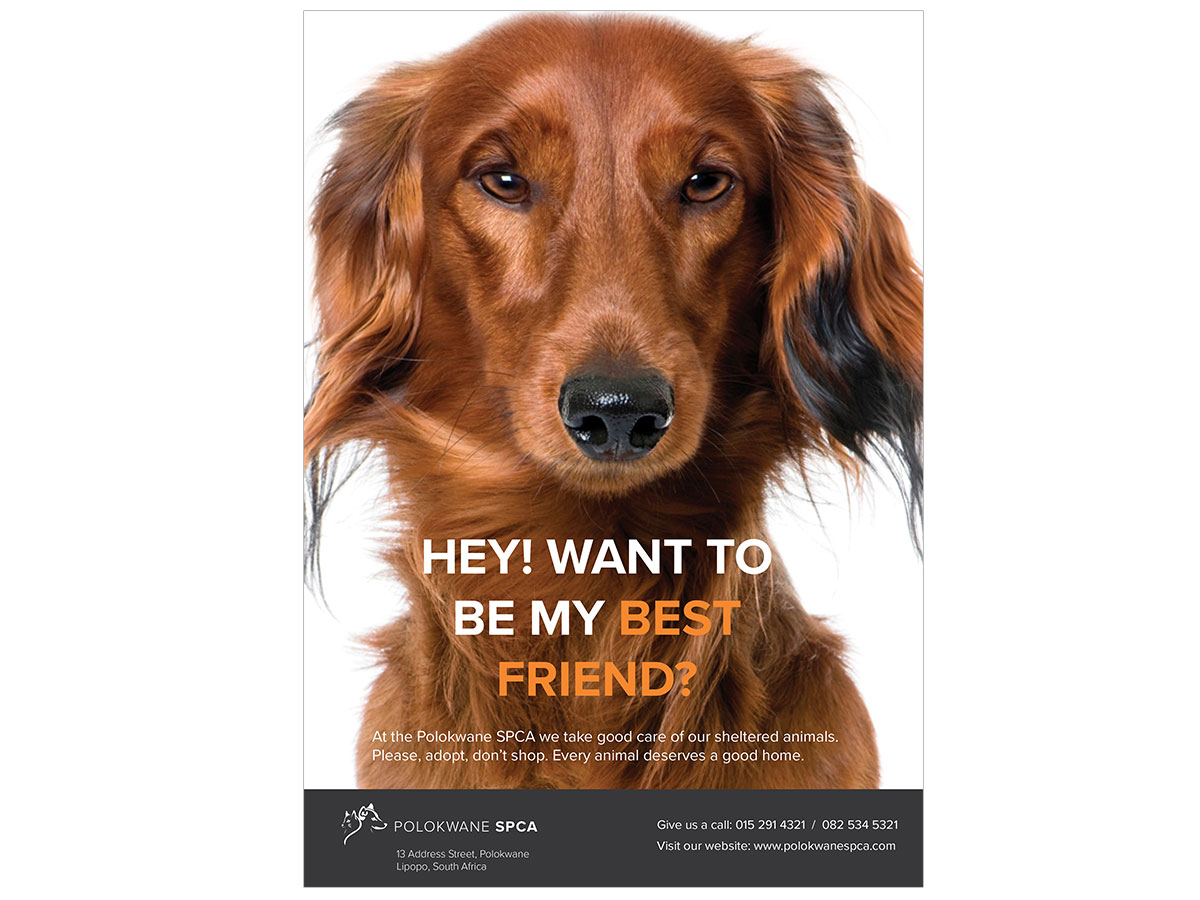 HEY! WANT TO
BE MY BEST
FRIEND?
At the Polokwane SPCA we take good care of our sheltered animals.
Please, adopt, don’t shop. Every animal deserves a good home.
POLOKWANE SPCA
13 Address Street, Polokwane
Lipopo, South Africa
Give us a call: 015 291 4321 / 082 534 5321
Visit our website: www.polokwanespca.com